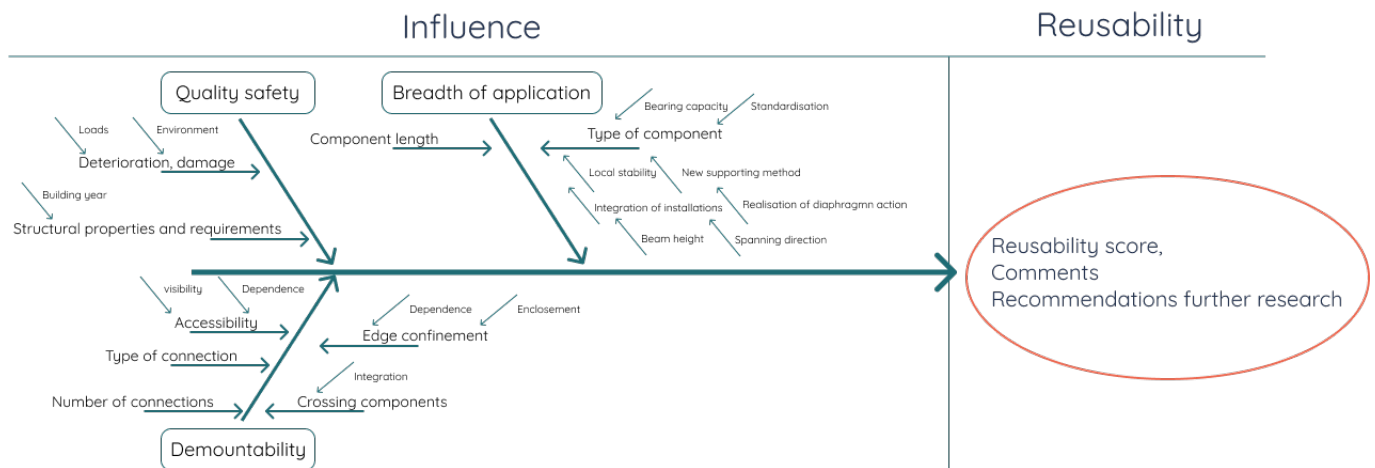 Influence
Reusability
Quality safety
Breadth of application
Loads
Environment
Deterioration, damage
Building year
Structural properties and requirements
Component length
Bearing capacity
Standardisation
Type of component
Local stability
New supporting method
Integration of installations
Realisation of diaphragmn action
Beam height
Spanning direction
visibility
Dependence
Accessibility
Type of connection
Number of connections
Dependence
Enclosement
Edge confinement
Integration
Crossing components
Demountability
Reusability score,
Comments
Recommendations further research